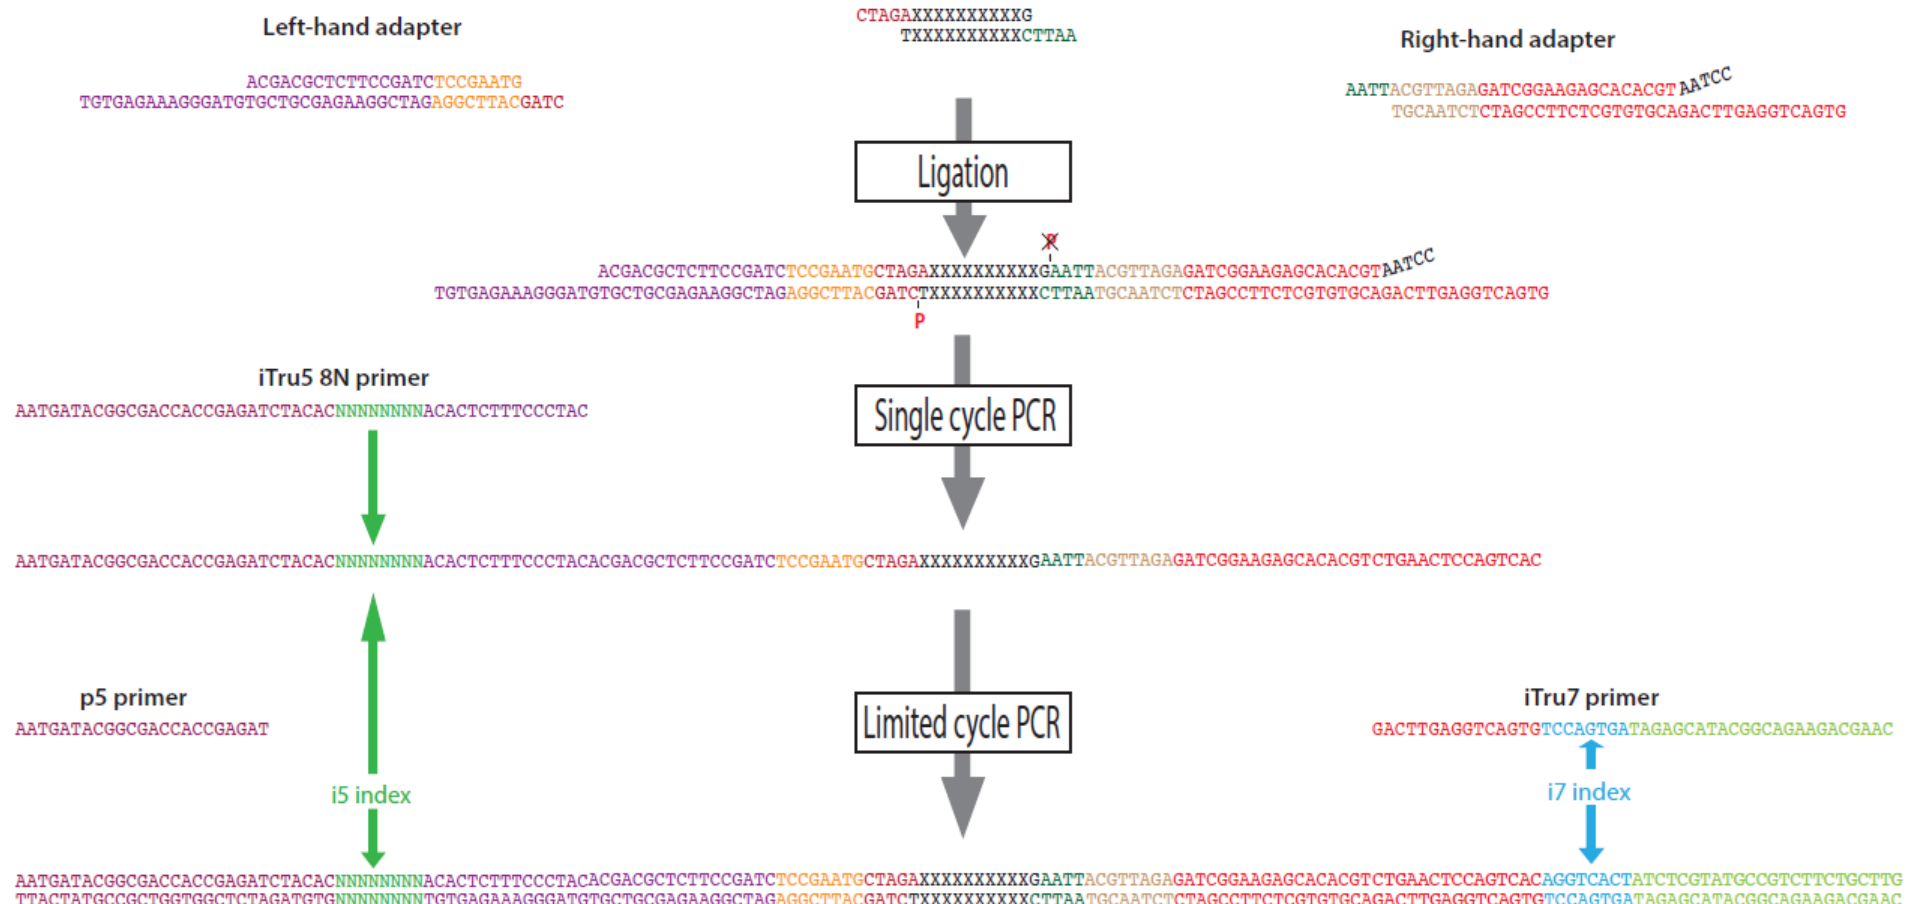 Left-hand adapter
CTAGAXXXXXXXXXXG
TXXXXXXXXXXCTTAA
Right-hand adapter
ACGACGCTCTTCCGATCTCCGAATG
TGTGAGAAAGGGATGTGCTGCGAGAAGGCTAGAGGCTTACGATC
AATTACGTTAGAGATCGGAAGAGCACACGTAATCC
TGCAATCTCTAGCCTTCTCGTGTGCAGACTTGAGGTCAGTG
Ligation
P
ACGACGCTCTTCCGATCTCCGAATGCTAGAXXXXXXXXXXGAATTACGTTAGAGATCGGAAGAGCACACGTAATCC
TGTGAGAAAGGGATGTGCTGCGAGAAGGCTAGAGGCTTACGATCTXXXXXXXXXXCTTAATGCAATCTCTAGCCTTCTCGTGTGCAGACTTGAGGTCAGTG
P
iTru5 8N primer
AATGATACGGCGACCACCGAGATCTACACNNNNNNNNACACTCTTTCCCTAC
Single cycle PCR
AATGATACGGCGACCACCGAGATCTACACNNNNNNNNACACTCTTTCCCTACACGACGCTCTTCCGATCTCCGAATGCTAGAXXXXXXXXXXGAATTACGTTAGAGATCGGAAGAGCACACGTCTGAACTCCAGTCAC
p5 primer
AATGATACGGCGACCACCGAGAT
Limited cycle PCR
iTru7 primer
GACTTGAGGTCAGTGTCCAGTGATAGAGCATACGGCAGAAGACGAAC
i5 index
i7 index
AATGATACGGCGACCACCGAGATCTACACNNNNNNNNACACTCTTTCCCTACACGACGCTCTTCCGATCTCCGAATGCTAGAXXXXXXXXXXGAATTACGTTAGAGATCGGAAGAGCACACGTCTGAACTCCAGTCACAGGTCACTATCTCGTATGCCGTCTTCTGCTTG
TTACTATGCCGCTGGTGGCTCTAGATGTGNNNNNNNNTGTGAGAAAGGGATGTGCTGCGAGAAGGCTAGAGGCTTACGATCTXXXXXXXXXXCTTAATGCAATCTCTAGCCTTCTCGTGTGCAGACTTGAGGTCAGTGTCCAGTGATAGAGCATACGGCAGAAGACGAAC